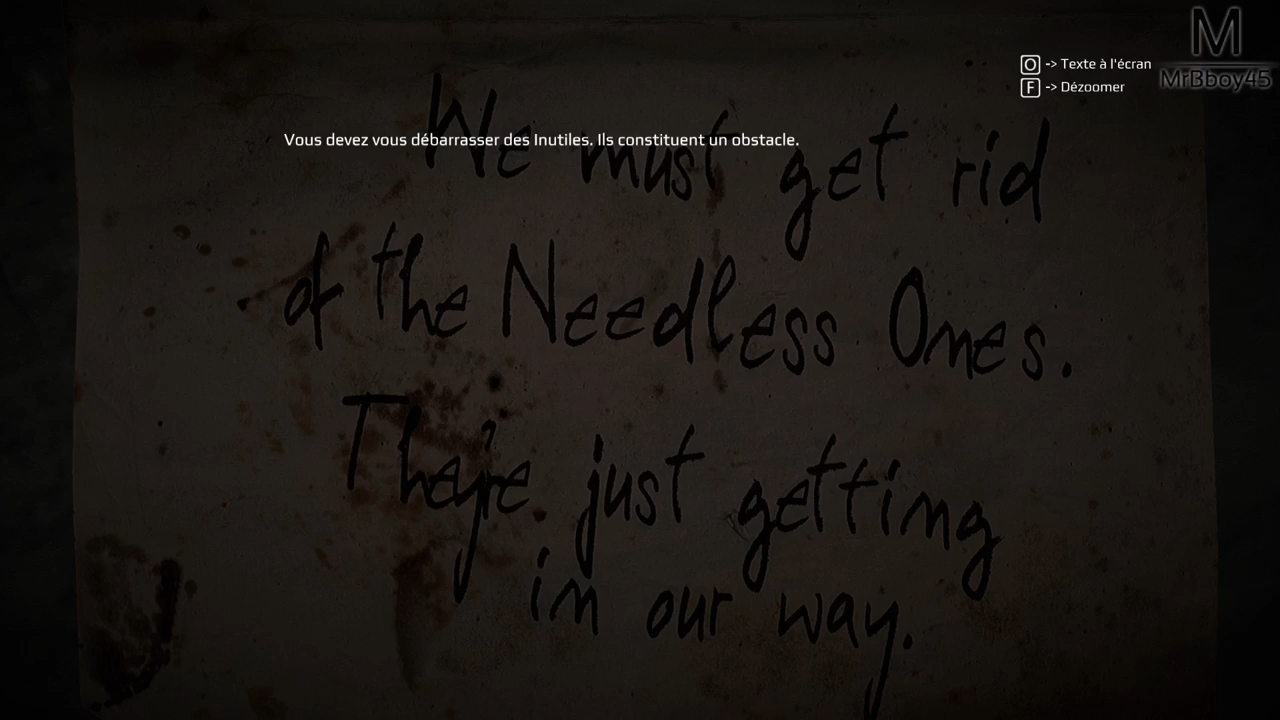 M
MrBboy45
O -> Texte à l'écran
F -> Dézoomer
Vous devez vous débarrasser des Inutiles. Ils constituent un obstacle.
We must get rid
of the Needless Ones.
They're just getting
in our way.